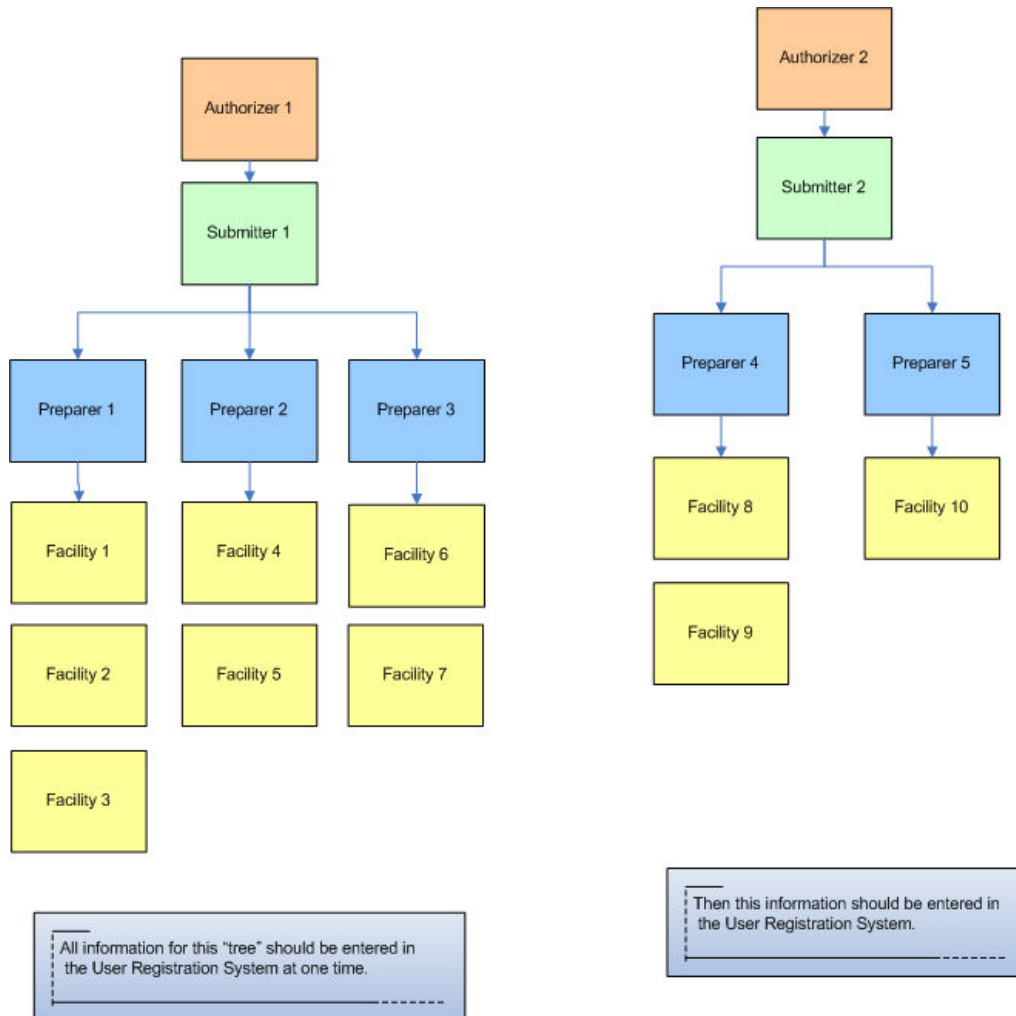 Authorizer 1
Submitter 1
Preparer 1
Preparer 2
Preparer 3
Facility 1
Facility 4
Facility 6
Facility 2
Facility 5
Facility 7
Facility 3
All information for this “tree” should be entered in
the User Registration System at one time.
Authorizer 2
Submitter 2
Preparer 4
Preparer 5
Facility 8
Facility 10
Facility 9
Then this information should be entered in
the User Registration System.